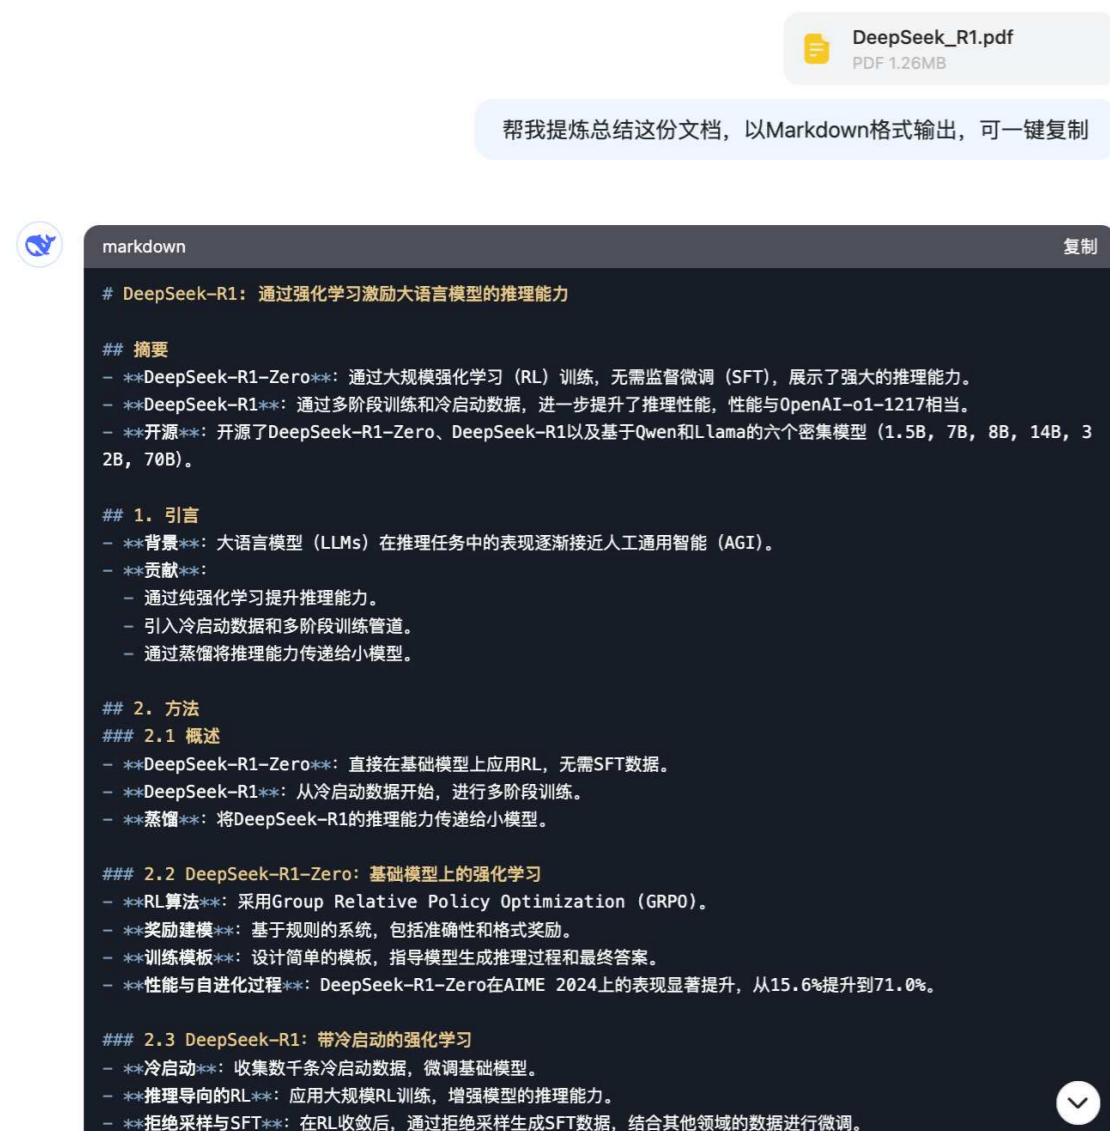 DeepSeek_R1.pdf
PDF 1.26MB
帮我提炼总结这份文档，以Markdown格式输出，可一键复制
markdown 复制
# DeepSeek-R1: 通过强化学习激励大语言模型的推理能力
## 摘要
- **DeepSeek-R1-Zero**: 通过大规模强化学习（RL）训练，无需监督微调（SFT），展示了强大的推理能力。
- **DeepSeek-R1**: 通过多阶段训练和冷启动数据，进一步提升了推理性能，性能与OpenAI-o1-1217相当。
- **开源**: 开源了DeepSeek-R1-Zero、DeepSeek-R1以及基于Qwen和Llama的六个密集模型（1.5B, 7B, 8B, 14B, 3
2B, 70B）。
## 1. 引言
- **背景**: 大语言模型（LLMs）在推理任务中的表现逐渐接近人工通用智能（AGI）。
- **贡献**:
- 通过纯强化学习提升推理能力。
- 引入冷启动数据和多阶段训练管道。
- 通过蒸馏将推理能力传递给小模型。
## 2. 方法
### 2.1 概述
- **DeepSeek-R1-Zero**: 直接在基础模型上应用RL，无需SFT数据。
- **DeepSeek-R1**: 从冷启动数据开始，进行多阶段训练。
- **蒸馏**: 将DeepSeek-R1的推理能力传递给小模型。
### 2.2 DeepSeek-R1-Zero: 基础模型上的强化学习
- **RL算法**: 采用Group Relative Policy Optimization (GRPO)。
- **奖励建模**: 基于规则的系统，包括准确性和格式奖励。
- **训练模板**: 设计简单的模板，指导模型生成推理过程和最终答案。
- **性能与自进化过程**: DeepSeek-R1-Zero在AIME 2024上的表现显著提升，从15.6%提升到71.0%。
### 2.3 DeepSeek-R1: 带冷启动的强化学习
- **冷启动**: 收集数千条冷启动数据，微调基础模型。
- **推理导向的RL**: 应用大规模RL训练，增强模型的推理能力。
- **拒绝采样与SFT**: 在RL收敛后，通过拒绝采样生成SFT数据，结合其他领域的数据进行微调。